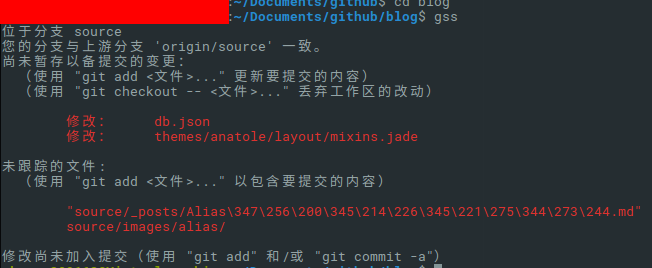 :~/Documents/github$ cd blog
:~/Documents/github/blog$ gss
位于分支 source
您的分支与上游分支 'origin/source' 一致。
尚未暂存以备提交的变更：
（使用 "git add <文件>..." 更新要提交的内容）
（使用 "git checkout -- <文件>..." 丢弃工作区的改动）
修改： db.json
修改： themes/anatole/layout/mixins.jade
未跟踪的文件：
（使用 "git add <文件>..." 以包含要提交的内容）
"source/_posts/Alias\347\256\200\345\214\226\345\221\275\344\273\244.md"
source/images/alias/
修改尚未加入提交（使用 "git add" 和/或 "git commit -a"）